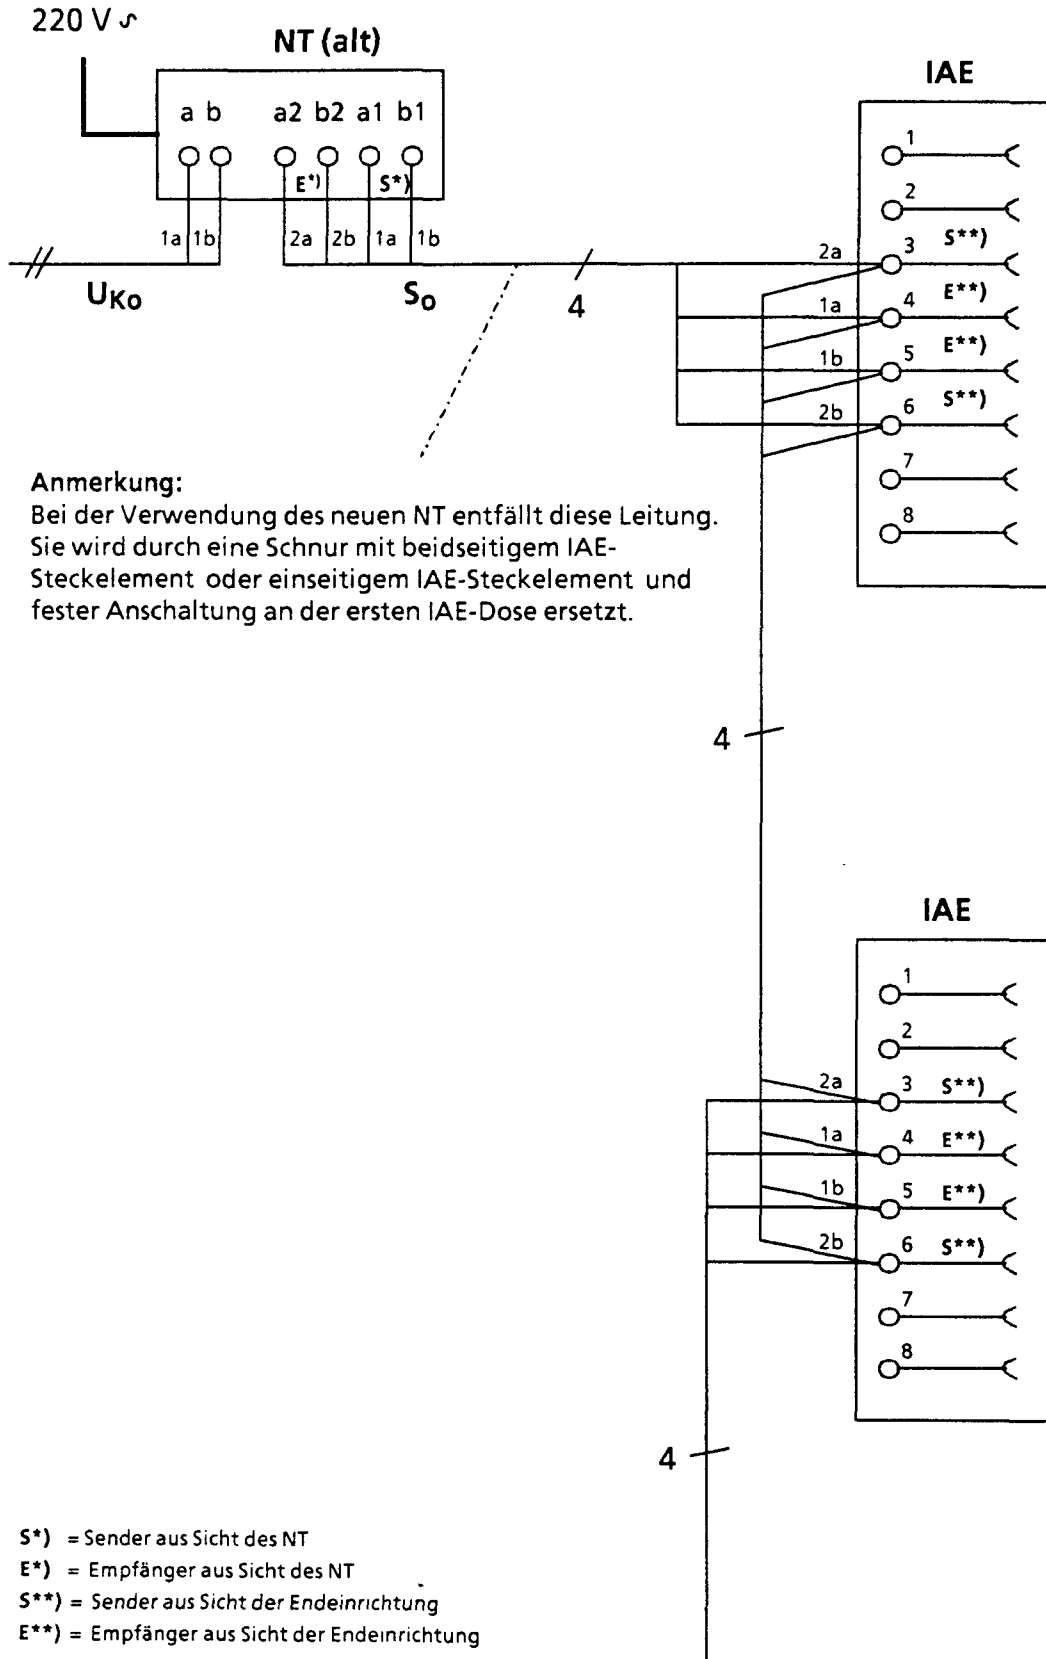 220 V ~
NT (alt)
a b a2 b2 a1 b1
E*) S*)
1a 1b 2a 2b 1a 1b
UKo
So
4
IAE
1
2
2a 3 S**)
1a 4 E**)
1b 5 E**)
2b 6 S**)
7
8
Anmerkung:
Bei der Verwendung des neuen NT entfällt diese Leitung.
Sie wird durch eine Schnur mit beidseitigem IAE-
Steckelement oder einseitigem IAE-Steckelement und
fester Anschaltung an der ersten IAE-Dose ersetzt.
4
IAE
1
2
2a 3 S**)
1a 4 E**)
1b 5 E**)
2b 6 S**)
7
8
4
S*) = Sender aus Sicht des NT
E*) = Empfänger aus Sicht des NT
S**) = Sender aus Sicht der Endeinrichtung
E**) = Empfänger aus Sicht der Endeinrichtung